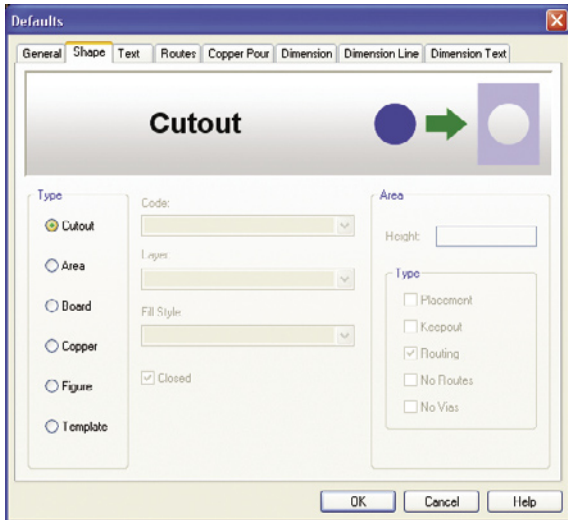 Defaults
General Shape Text Routes Copper Pour Dimension Dimension Line Dimension Text
Cutout
Type
Cutout
Area
Board
Copper
Figure
Template
Code:
Layer
Fill Style
Closed
Area
Height:
Type
Placement
Keepout
Routing
No Routes
No Vias
OK Cancel Help